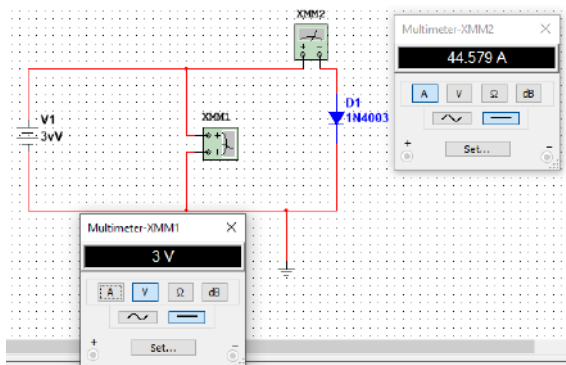 XMM2
Multimeter-XMM2 ×
44.579 A
A V Ω dB
+ Set... -
V1
3vV
XMM1
D1
1N4003
Multimeter-XMM1 ×
3 V
A V Ω dB
+ Set... -